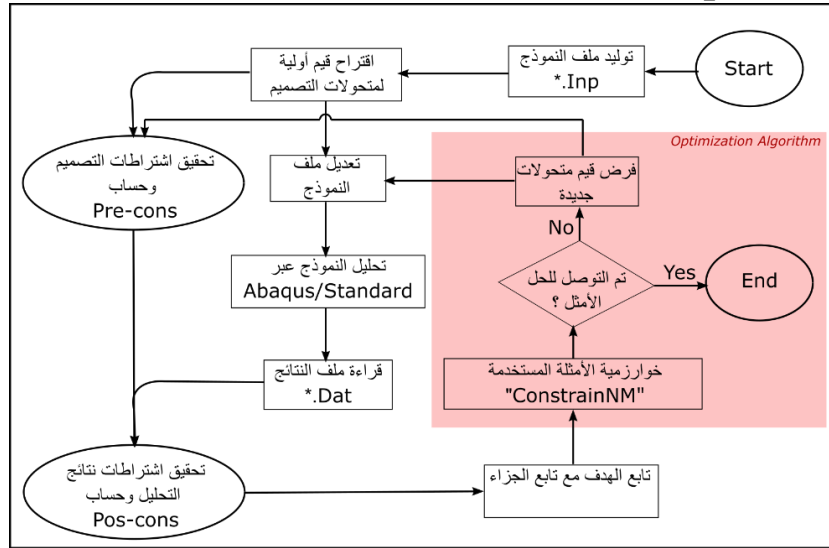 Start
توليد ملف النموذج
*.Inp
اقتراح قيم أولية
لمتحولات التصميم
Optimization Algorithm
تحقيق اشتراطات التصميم
وحساب
Pre-cons
تعديل ملف
النموذج
فرض قيم متحولات
جديدة
No
تحليل النموذج عبر
Abaqus/Standard
تم التوصل للحل
الأمثل ؟
Yes
End
قراءة ملف النتائج
*.Dat
خوارزمية الأمثلة المستخدمة
"ConstrainNM"
تحقيق اشتراطات نتائج
التحليل وحساب
Pos-cons
تابع الهدف مع تابع الجزاء